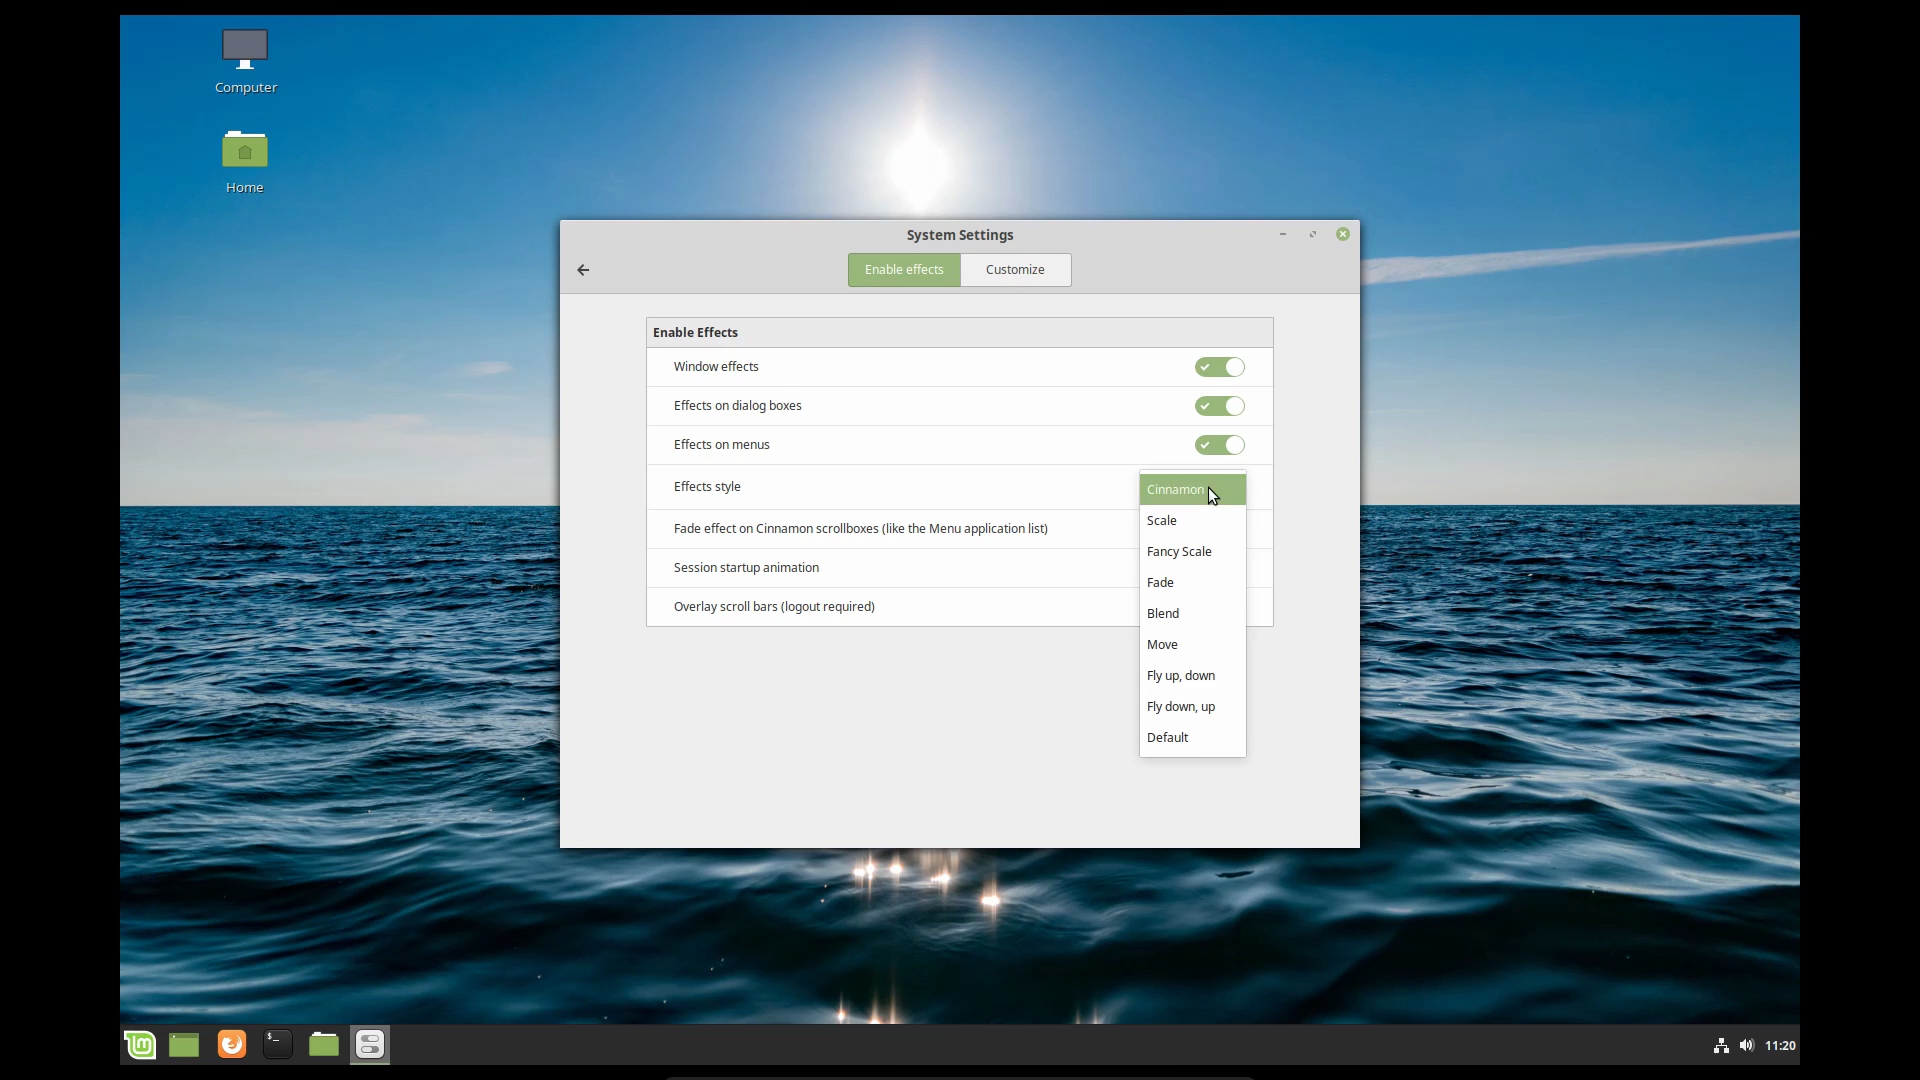 Computer
Home
System Settings
Enable effects
Customize
Enable Effects
Window effects
Effects on dialog boxes
Effects on menus
Effects style
Fade effect on Cinnamon scrollboxes (like the Menu application list)
Session startup animation
Overlay scroll bars (logout required)
Cinnamon
Scale
Fancy Scale
Fade
Blend
Move
Fly up, down
Fly down, up
Default
$_
11:20